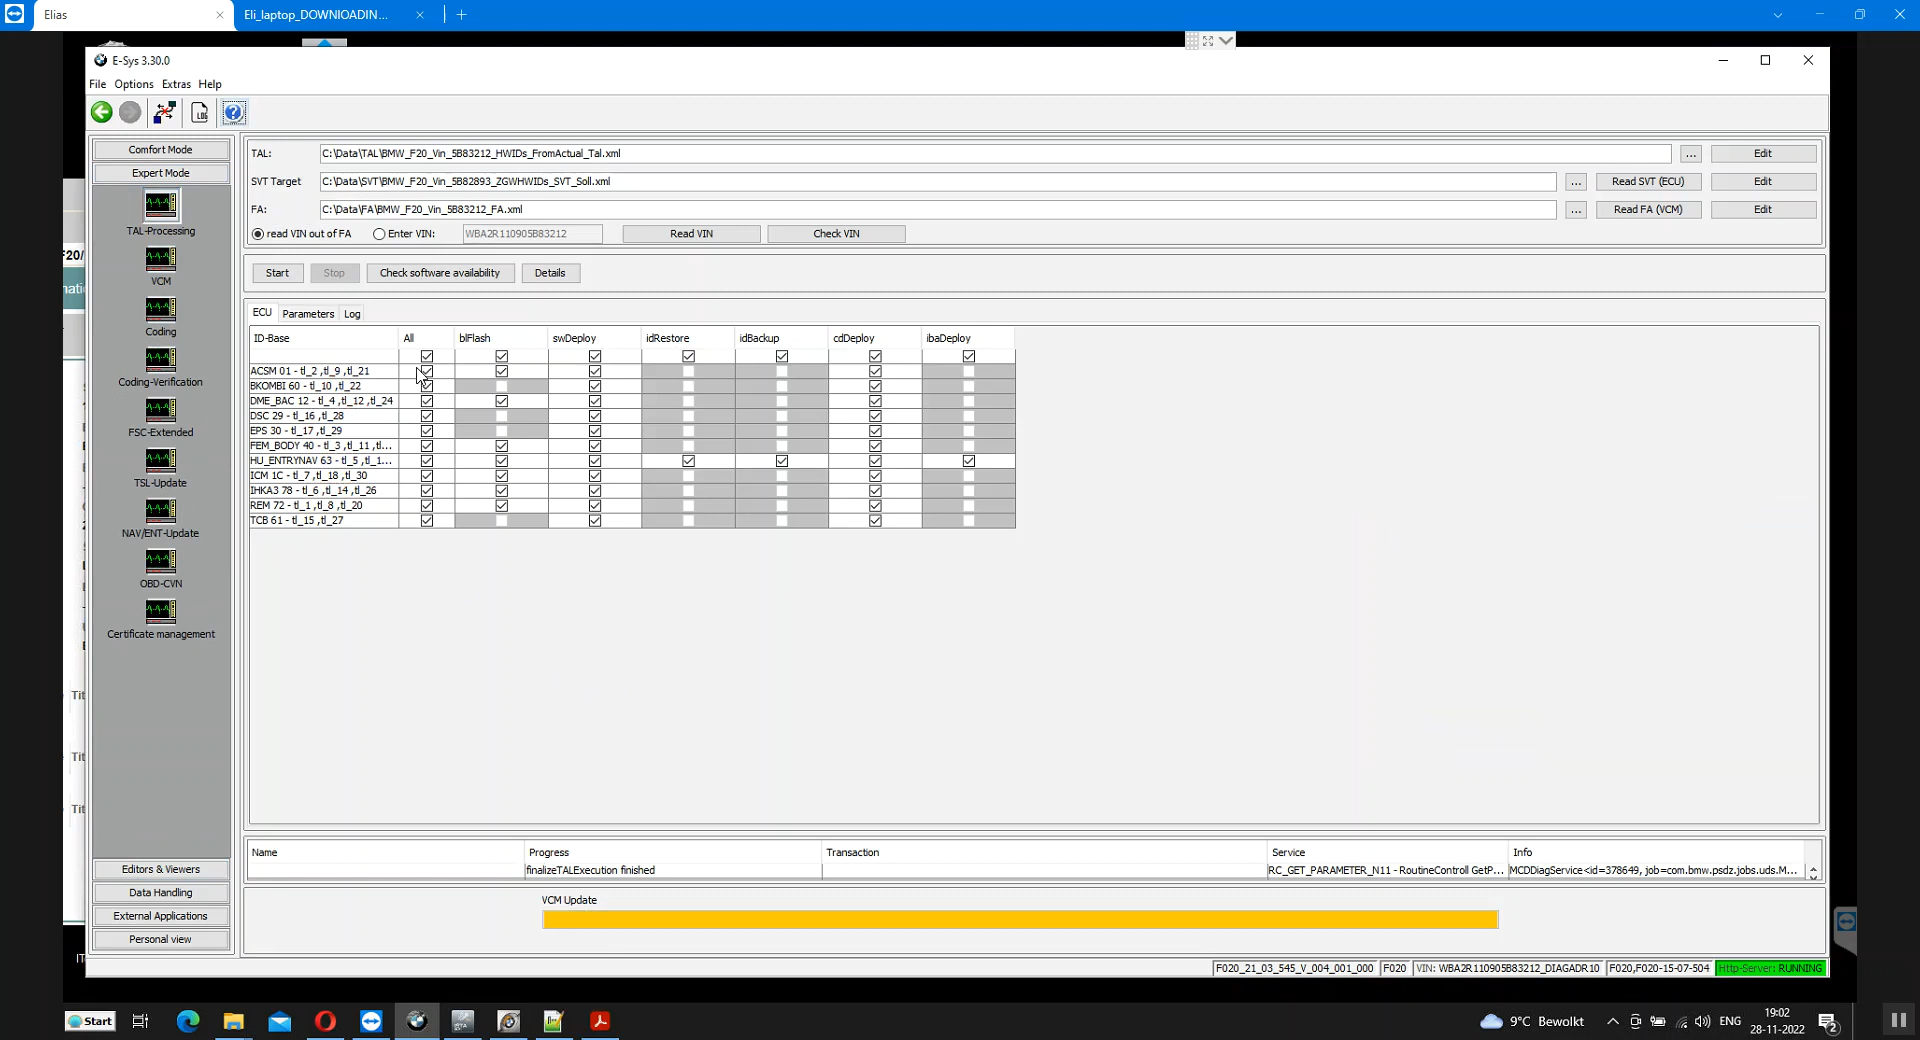 Elias
Eli_laptop_DOWNlOADIN...
E-Sys 3.30.0
File Options Extras Help
LOG
Comfort Mode
Expert Mode
TAL-Processing
VCM
Coding
Coding-Verification
FSC-Extended
TSL-Update
NAV/ENT-Update
OBD-CVN
Certificate management
Editors & Viewers
Data Handling
External Applications
Personal view
TAL: C:\Data\TAL\BMW_F20_Vin_5B83212_HWIDs_FromActual_Tal.xml ... Edit
SVT Target C:\Data\SVT\BMW_F20_Vin_5B82893_ZGWHWIDs_SVT_Soll.xml ... Read SVT (ECU) Edit
FA: C:\Data\FA\BMW_F20_Vin_5B83212_FA.xml ... Read FA (VCM) Edit
read VIN out of FA Enter VIN: WBA2R110905B83212 Read VIN Check VIN
Start Stop Check software availability Details
ECU Parameters Log
ID-Base All blFlash swDeploy idRestore idBackup cdDeploy ibaDeploy
ACSM 01 - tl_2 ,tl_9 ,tl_21
BKOMBI 60 - tl_10 ,tl_22
DME_BAC 12 - tl_4 ,tl_12 ,tl_24
DSC 29 - tl_16 ,tl_28
EPS 30 - tl_17 ,tl_29
FEM_BODY 40 - tl_3 ,tl_11 ,tl...
HU_ENTRYNAV 63 - tl_5 ,tl_1...
ICM 1C - tl_7 ,tl_18 ,tl_30
IHKA3 78 - tl_6 ,tl_14 ,tl_26
REM 72 - tl_1 ,tl_8 ,tl_20
TCB 61 - tl_15 ,tl_27
Name Progress Transaction Service Info
finalizeTALExecution finished RC_GET_PARAMETER_N11 - RoutineControll GetP... MCDDiagService<id=378649, job=com.bmw.psdz.jobs.uds.M...
VCM Update
F020_21_03_545_V_004_001_000 F020 VIN: WBA2R110905B83212_DIAGADR10 F020,F020-15-07-504 Http-Server: RUNNING
F20/
nati
Tit
Tit
Tit
Start
9°C Bewolkt ENG 19:02
28-11-2022 2